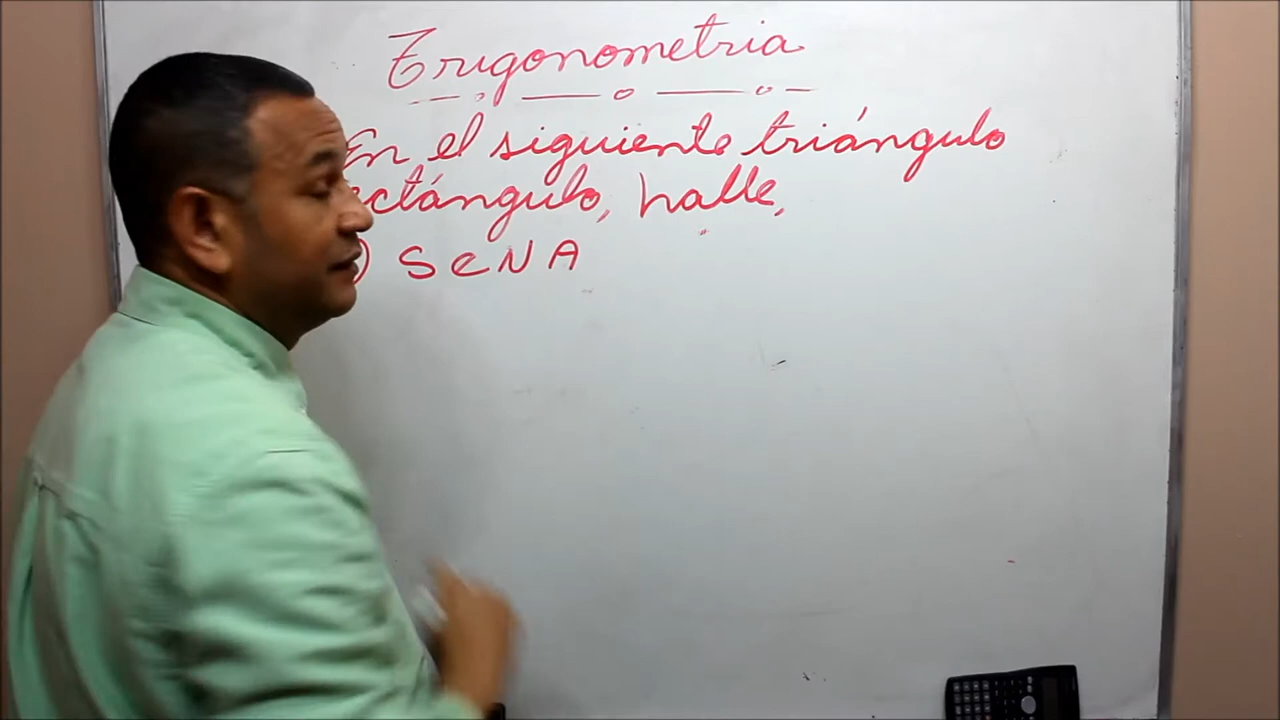 Trigonometria
En el siguiente triángulo
ectángulo, halle,
) SeNA